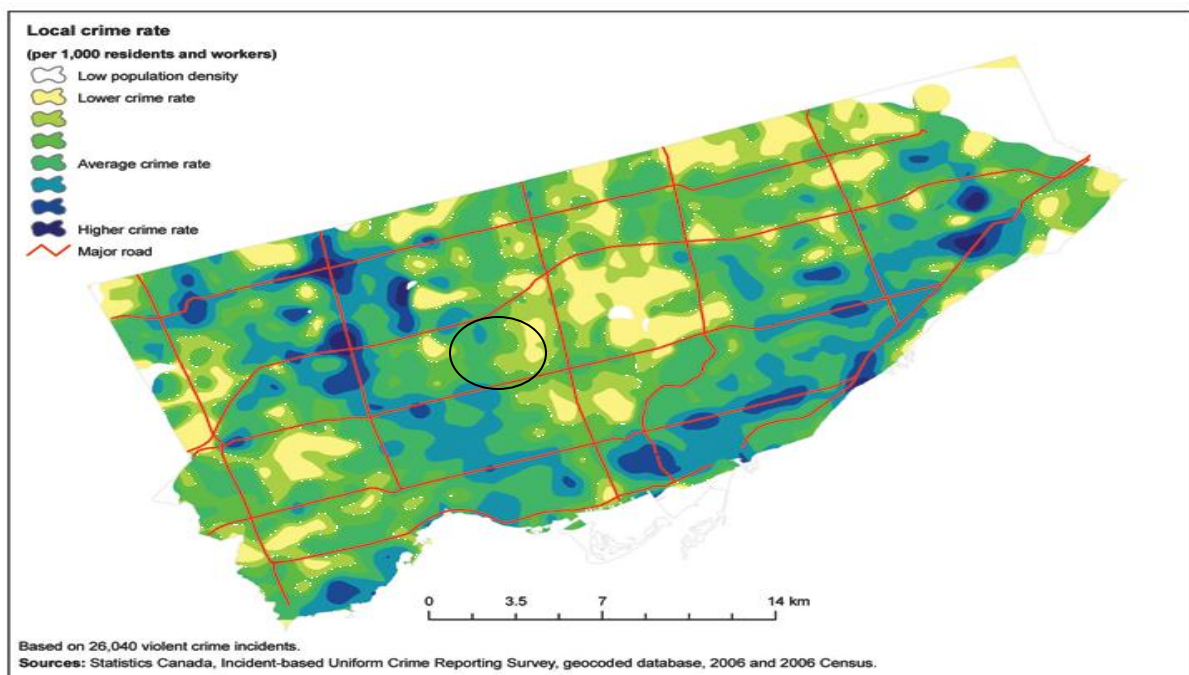 Local crime rate
(per 1,000 residents and workers)
Low population density
Lower crime rate
Average crime rate
Higher crime rate
Major road
0 3.5 7 14 km
Based on 26,040 violent crime incidents.
Sources: Statistics Canada, Incident-based Uniform Crime Reporting Survey, geocoded database, 2006 and 2006 Census.